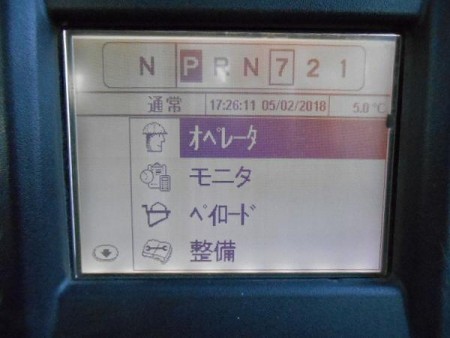 N P R N 7 2 1
通常 17:26:11 05/02/2018 5.0 °C
ｵﾍﾟﾚｰﾀ
モニタ
ﾍﾟｲﾛｰﾄﾞ
整備